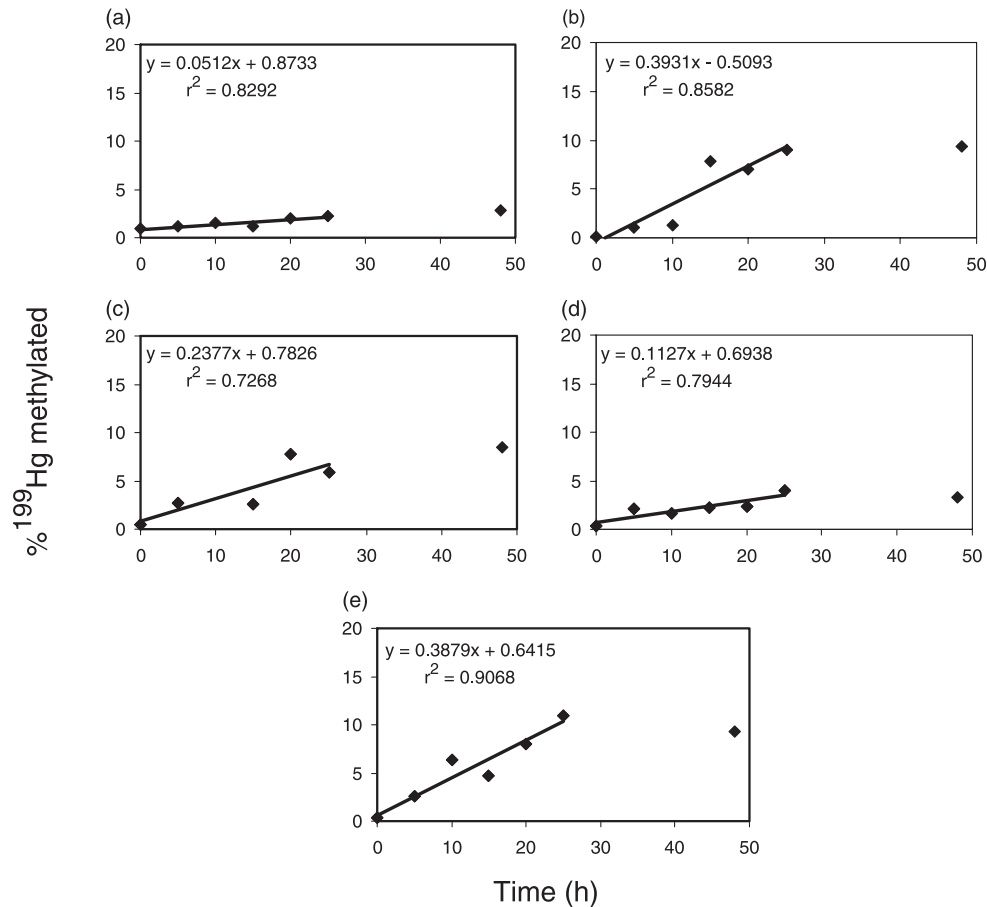 (a)
20
15
10
5
0
y = 0.0512x + 0.8733
r² = 0.8292
0 10 20 30 40 50
(b)
20
15
10
5
0
y = 0.3931x - 0.5093
r² = 0.8582
0 10 20 30 40 50
(c)
20
15
10
5
0
y = 0.2377x + 0.7826
r² = 0.7268
0 10 20 30 40 50
(d)
20
15
10
5
0
y = 0.1127x + 0.6938
r² = 0.7944
0 10 20 30 40 50
(e)
20
15
10
5
0
y = 0.3879x + 0.6415
r² = 0.9068
0 10 20 30 40 50
% ¹⁹⁹Hg methylated
Time (h)